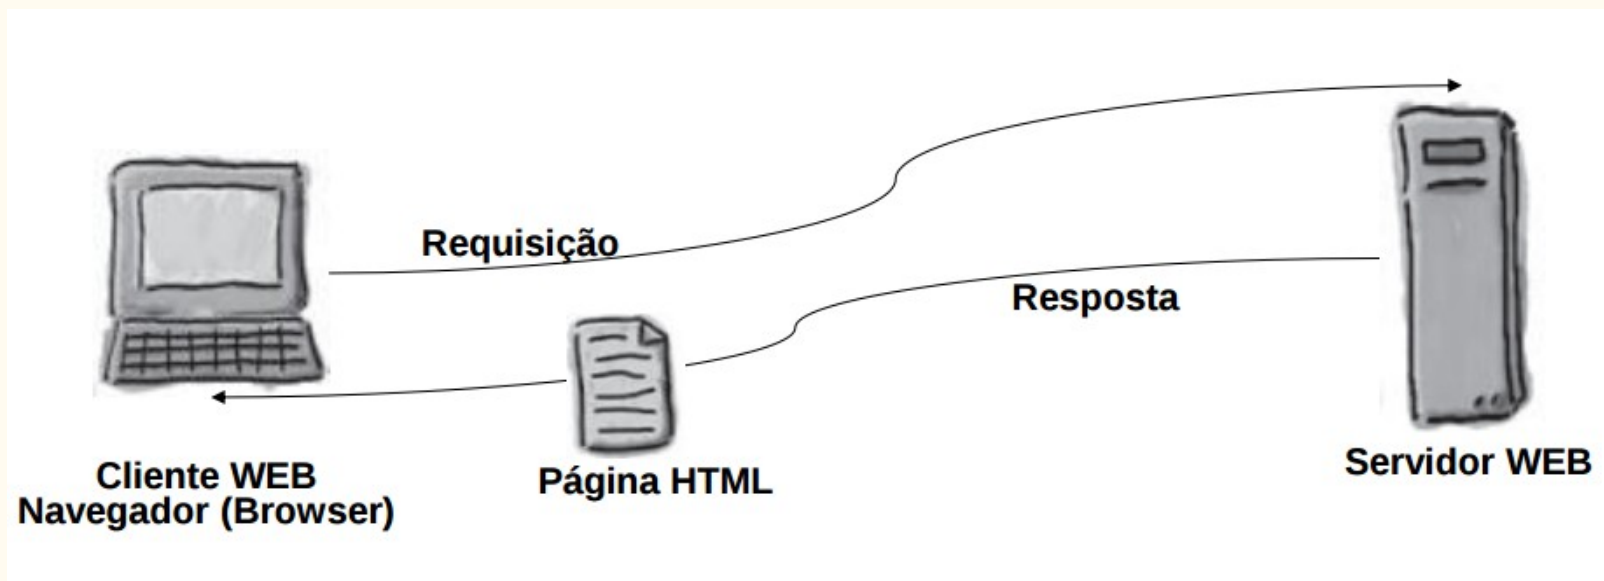 Requisição
Resposta
Cliente WEB
Navegador (Browser)
Página HTML
Servidor WEB